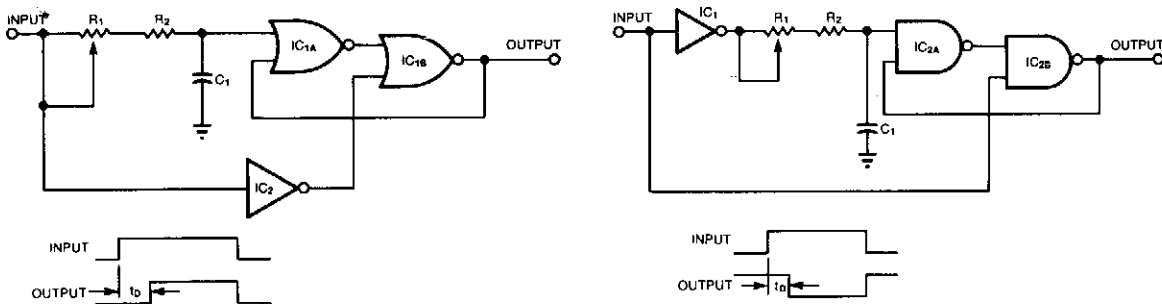 INPUT R1 R2 IC1A IC1B OUTPUT
C1
IC2
INPUT
OUTPUT tD
INPUT IC1 R1 R2 IC2A IC2B OUTPUT
C1
INPUT
OUTPUT tD